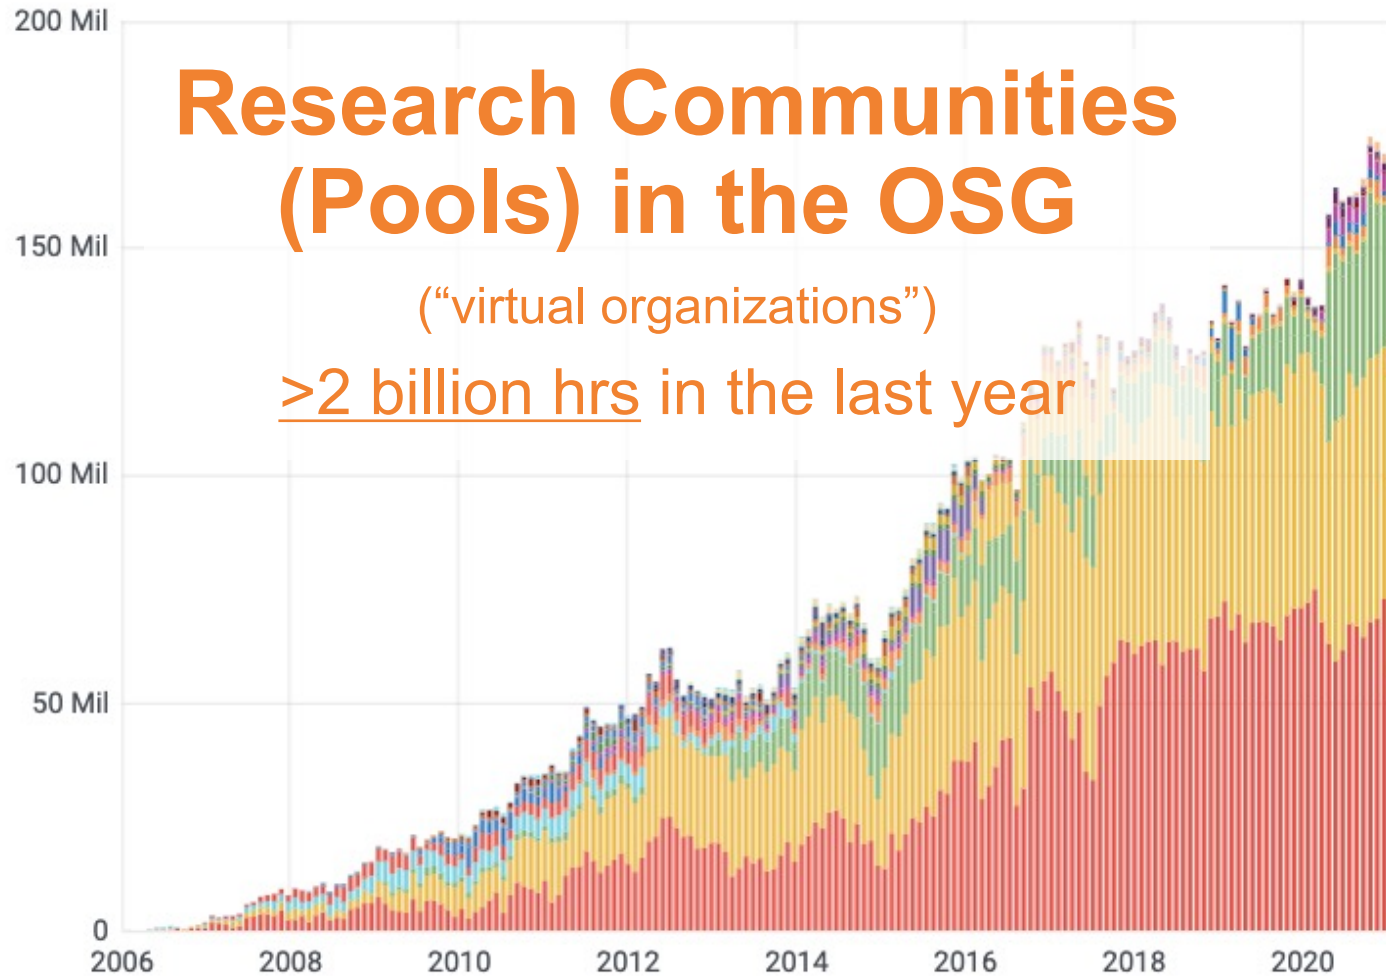 200 Mil
Research Communities
(Pools) in the OSG
150 Mil
(“virtual organizations”)
>2 billion hrs in the last year
100 Mil
50 Mil
0
2006 2008 2010 2012 2014 2016 2018 2020